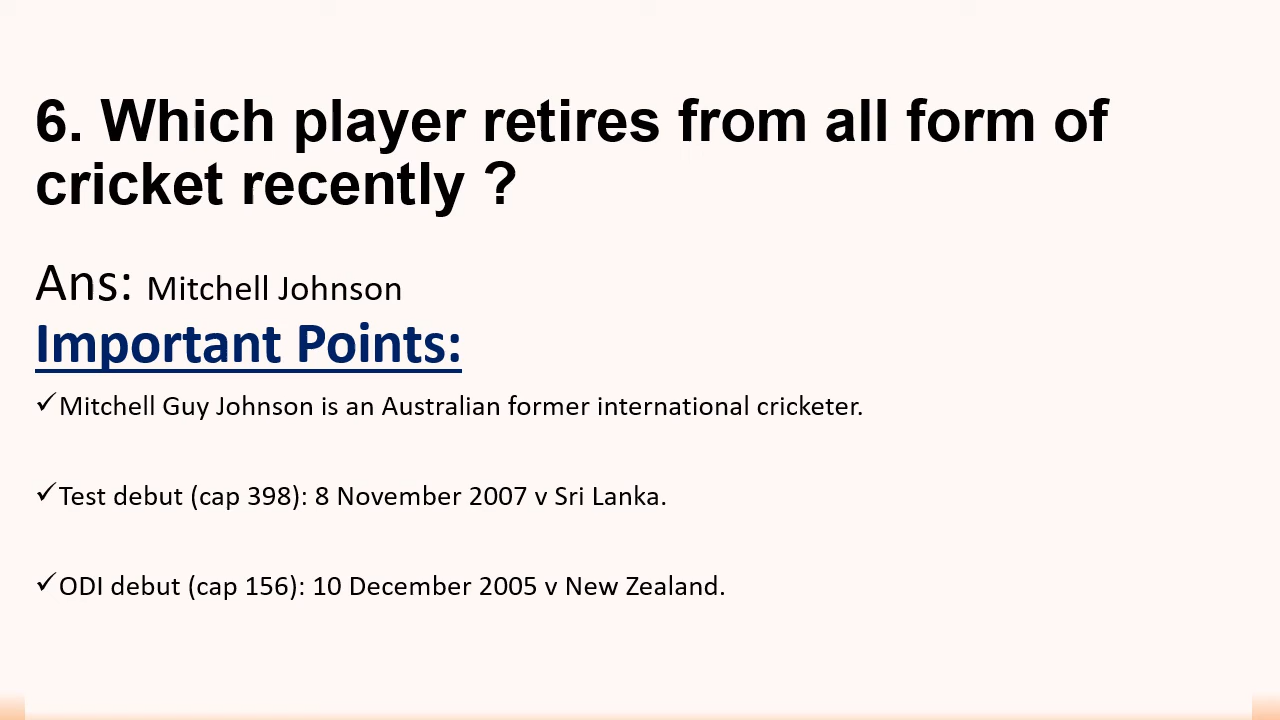 6. Which player retires from all form of
cricket recently ?
Ans: Mitchell Johnson
Important Points:
✓Mitchell Guy Johnson is an Australian former international cricketer.
✓Test debut (cap 398): 8 November 2007 v Sri Lanka.
✓ODI debut (cap 156): 10 December 2005 v New Zealand.